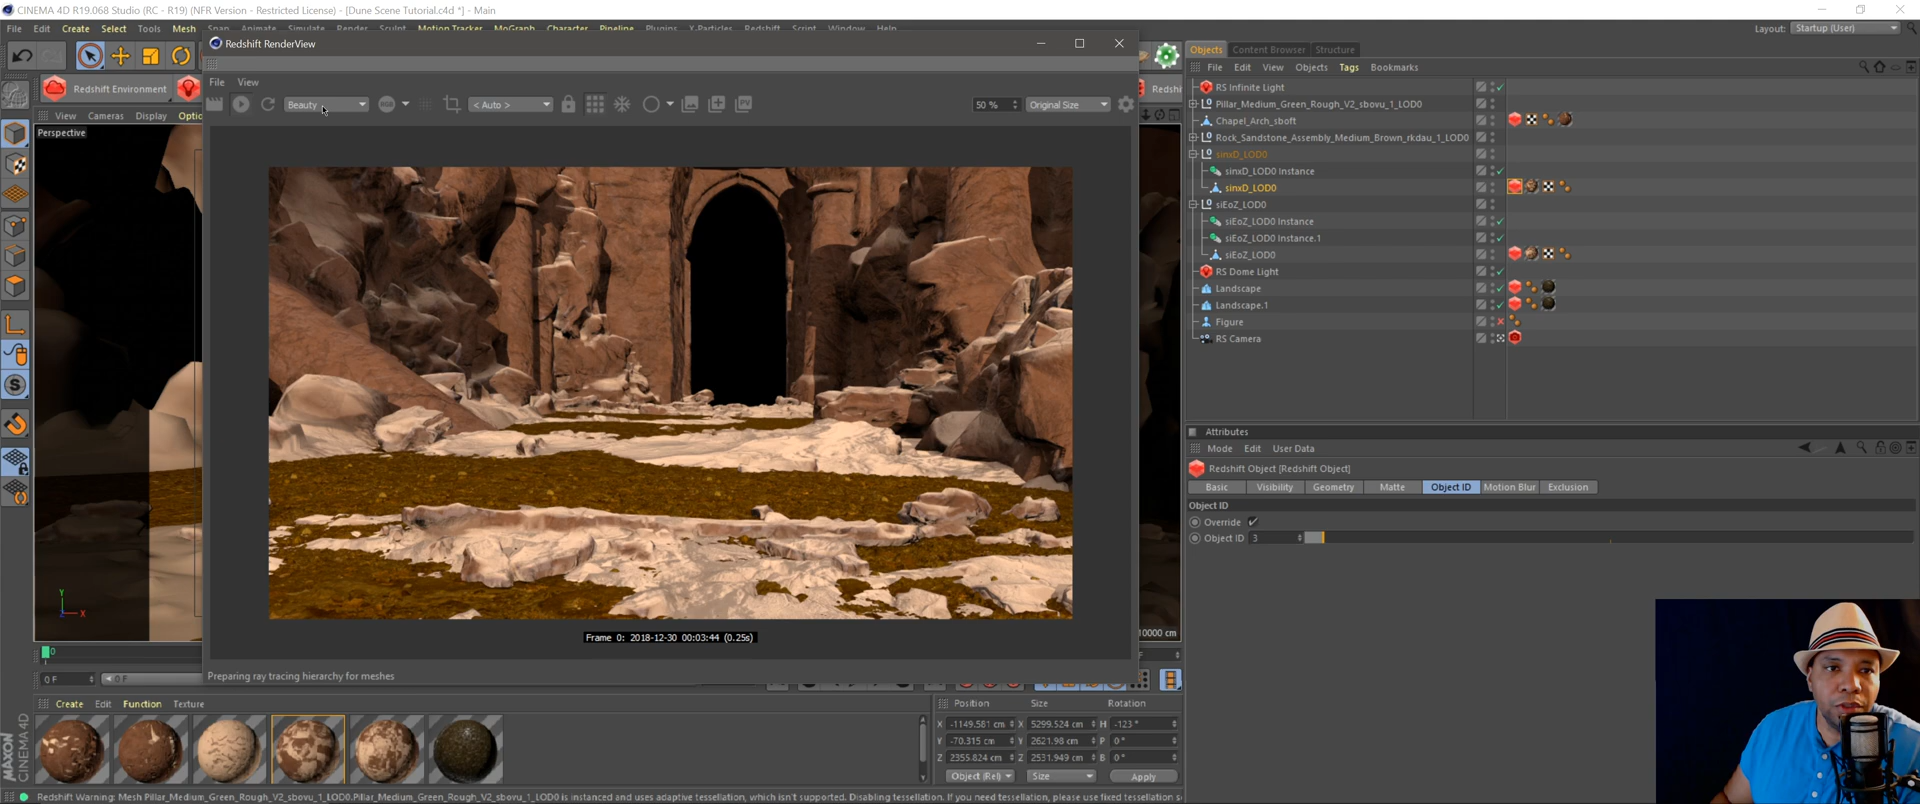 CINEMA 4D R19.068 Studio (RC - R19) (NFR Version - Restricted License) - [Dune Scene Tutorial.c4d *] - Main
File Edit Create Select Tools Mesh Snap Animate Simulate Render Sculpt Motion Tracker MoGraph Character Pipeline Plugins X-Particles Redshift Script Window Help
Layout: Startup (User)
Redshift RenderView
Redshift Environment
Redshi
File View
Beauty
< Auto >
50 %
Original Size
View Cameras Display Optio
Perspective
Y
X
Frame 0: 2018-12-30 00:03:44 (0.25s)
10000 cm
Preparing ray tracing hierarchy for meshes
0
0 F
0 F
Create Edit Function Texture
MAXON
CINEMA 4D
Position Size Rotation
X -1149.581 cm X 5299.524 cm H -123 °
Y -70.315 cm Y 2621.98 cm P 0 °
Z 2355.824 cm Z 2531.949 cm B 0 °
Object (Rel) Size Apply
Redshift Warning: Mesh Pillar_Medium_Green_Rough_V2_sbovu_1_LOD0.Pillar_Medium_Green_Rough_V2_sbovu_1_LOD0 is instanced and uses adaptive tessellation, which isn't supported. Disabling tessellation. If you need tessellation, please use fixed tessellation s
Objects Content Browser Structure
File Edit View Objects Tags Bookmarks
RS Infinite Light
Pillar_Medium_Green_Rough_V2_sbovu_1_LOD0
Chapel_Arch_sboft
Rock_Sandstone_Assembly_Medium_Brown_rkdau_1_LOD0
sinxD_LOD0
sinxD_LOD0 Instance
sinxD_LOD0
siEoZ_LOD0
siEoZ_LOD0 Instance
siEoZ_LOD0 Instance.1
siEoZ_LOD0
RS Dome Light
Landscape
Landscape.1
Figure
RS Camera
Attributes
Mode Edit User Data
Redshift Object [Redshift Object]
Basic Visibility Geometry Matte Object ID Motion Blur Exclusion
Object ID
Override
Object ID 3